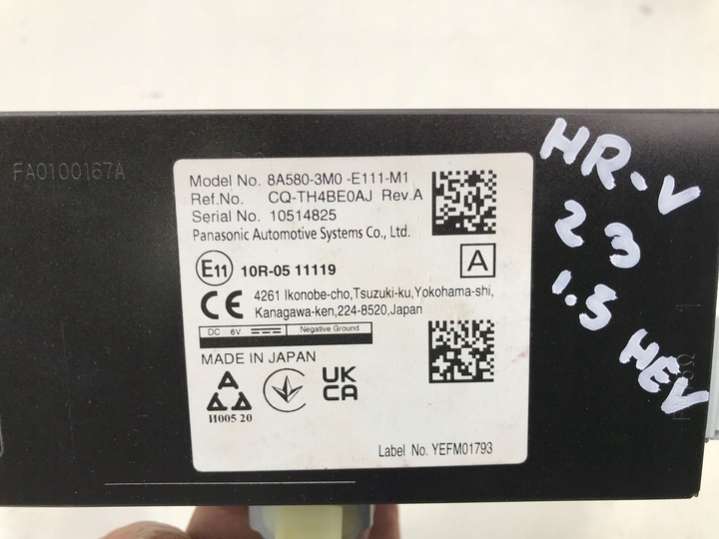 FA0100167A
Model No. 8A580-3M0 -E111-M1
Ref.No. CQ-TH4BE0AJ Rev.A
Serial No. 10514825
Panasonic Automotive Systems Co., Ltd.
E11 10R-05 11119
A
CE 4261 Ikonobe-cho,Tsuzuki-ku,Yokohama-shi,
Kanagawa-ken,224-8520,Japan
DC 6V Negative Ground
MADE IN JAPAN
UK
CA
И005 20
Label No. YEFM01793
HR-V
23
1.5 HEV